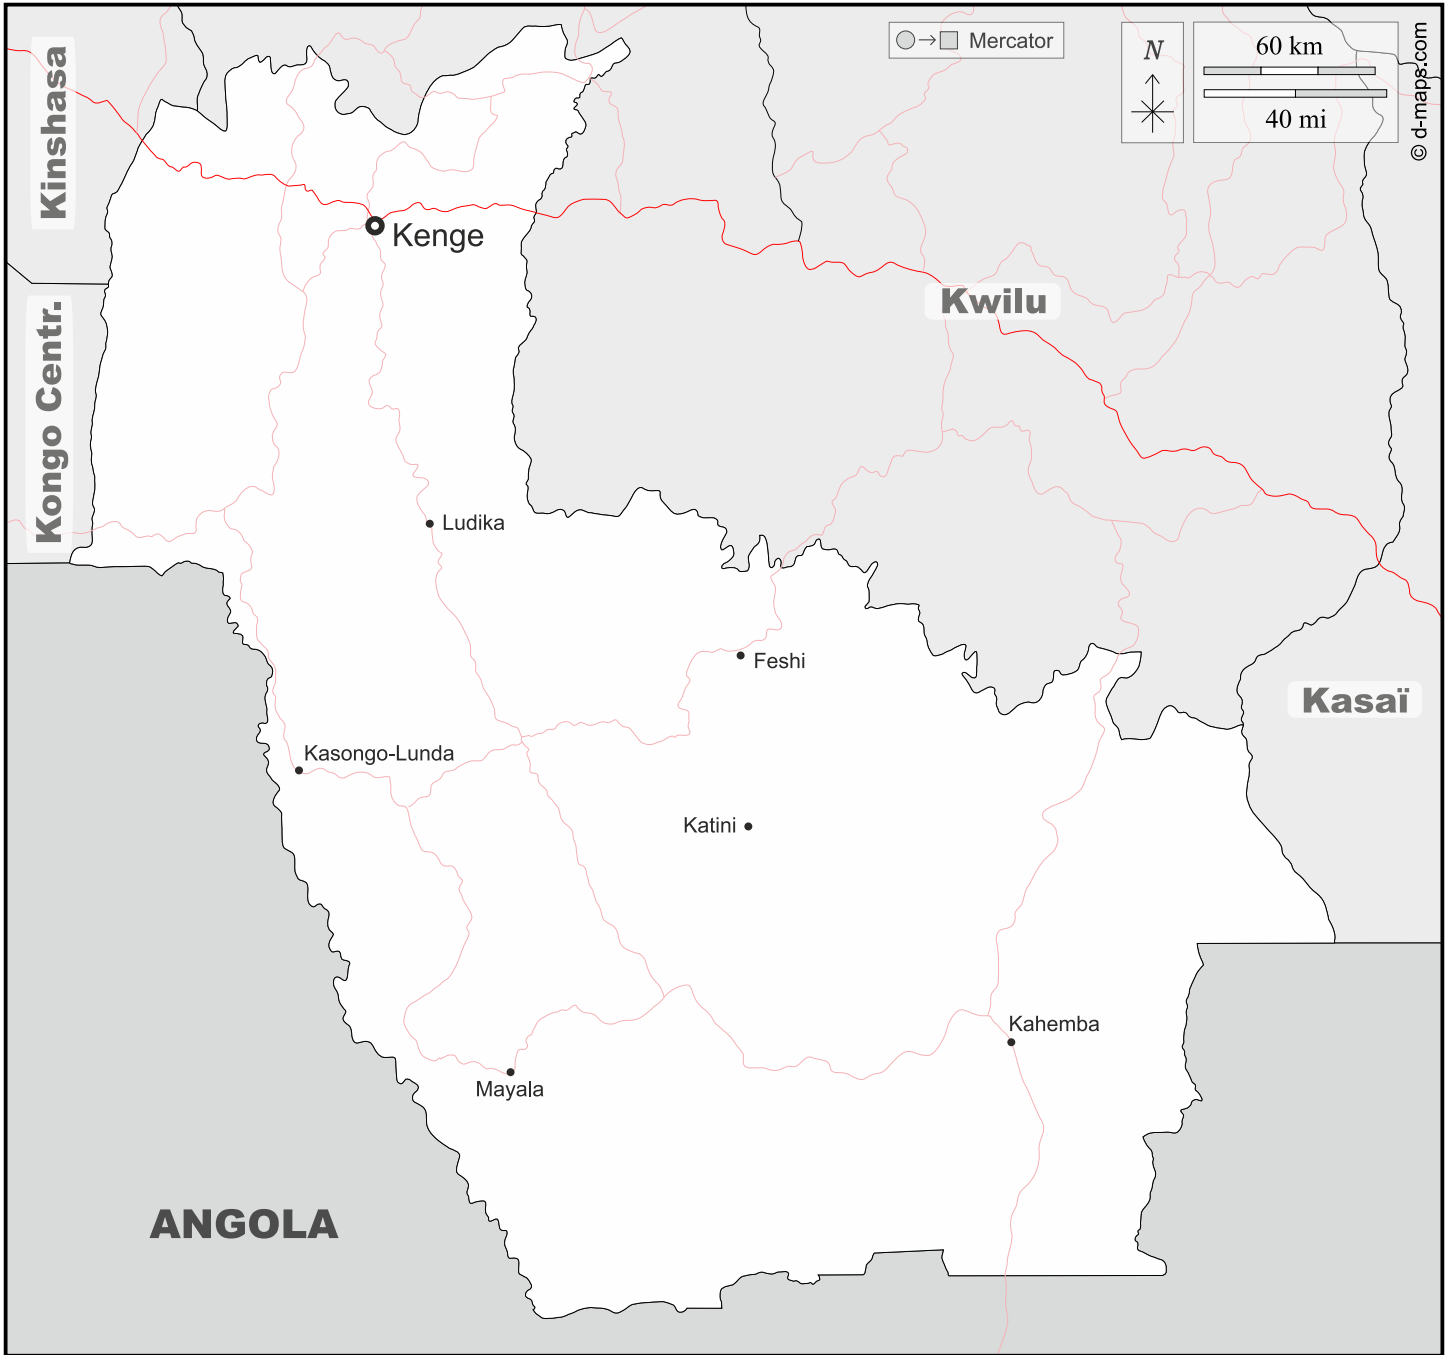 Mercator
N
60 km
40 mi
© d-maps.com
Kinshasa
Kenge
Kwilu
Kongo Centr.
Ludika
Feshi
Kasaï
Kasongo-Lunda
Katini
Kahemba
Mayala
ANGOLA